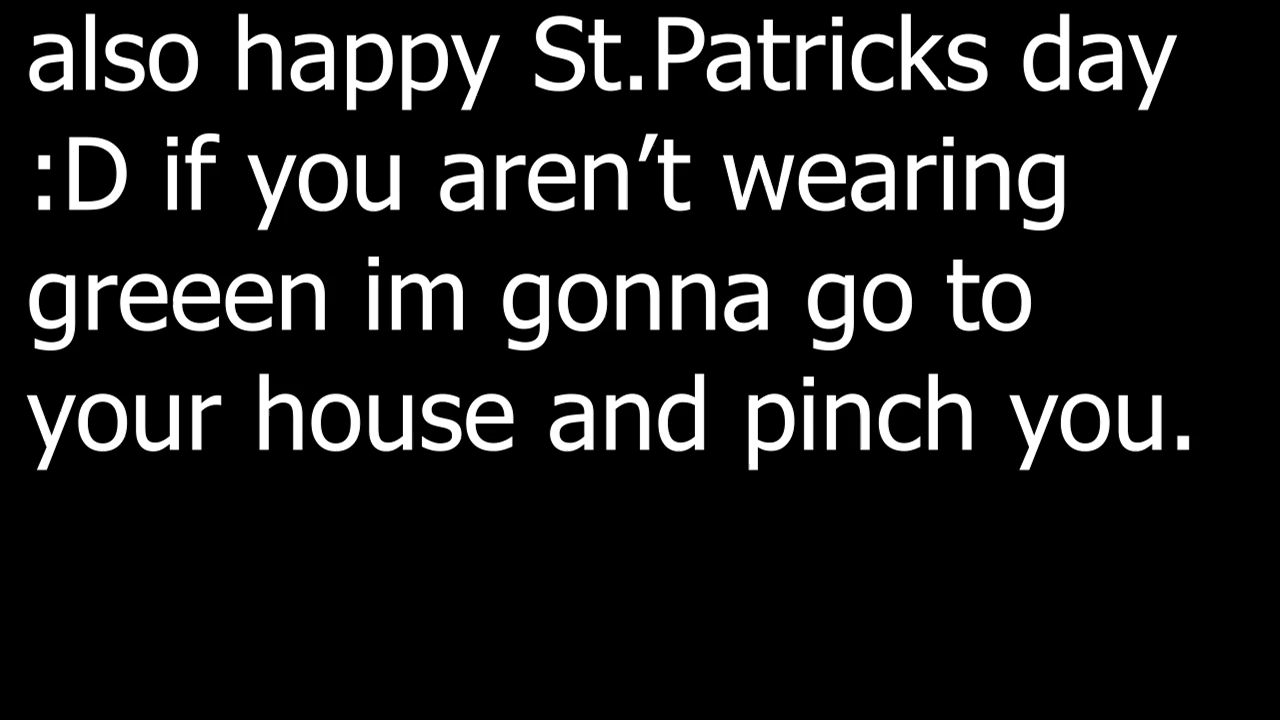 also happy St.Patricks day
:D if you aren’t wearing
greeen im gonna go to
your house and pinch you.